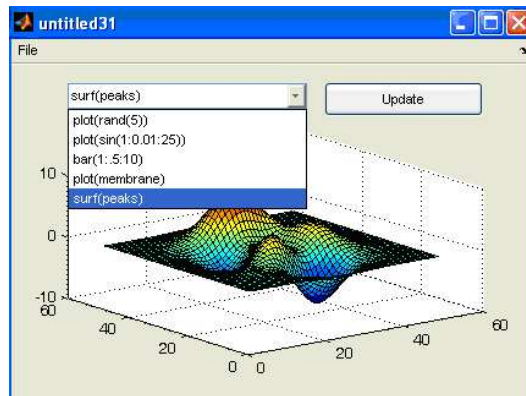 untitled31
File
surf(peaks)
Update
plot(rand(5))
plot(sin(1:0.01:25))
bar(1:.5:10)
plot(membrane)
surf(peaks)
10
0
-10
60
40
20
0
0
20
40
60